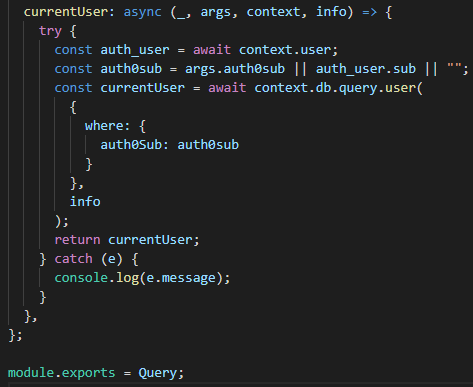 currentUser: async (_, args, context, info) => {
try {
const auth_user = await context.user;
const auth0sub = args.auth0sub || auth_user.sub || "";
const currentUser = await context.db.query.user(
{
where: {
auth0Sub: auth0sub
}
},
info
);
return currentUser;
} catch (e) {
console.log(e.message);
}
},
};
module.exports = Query;